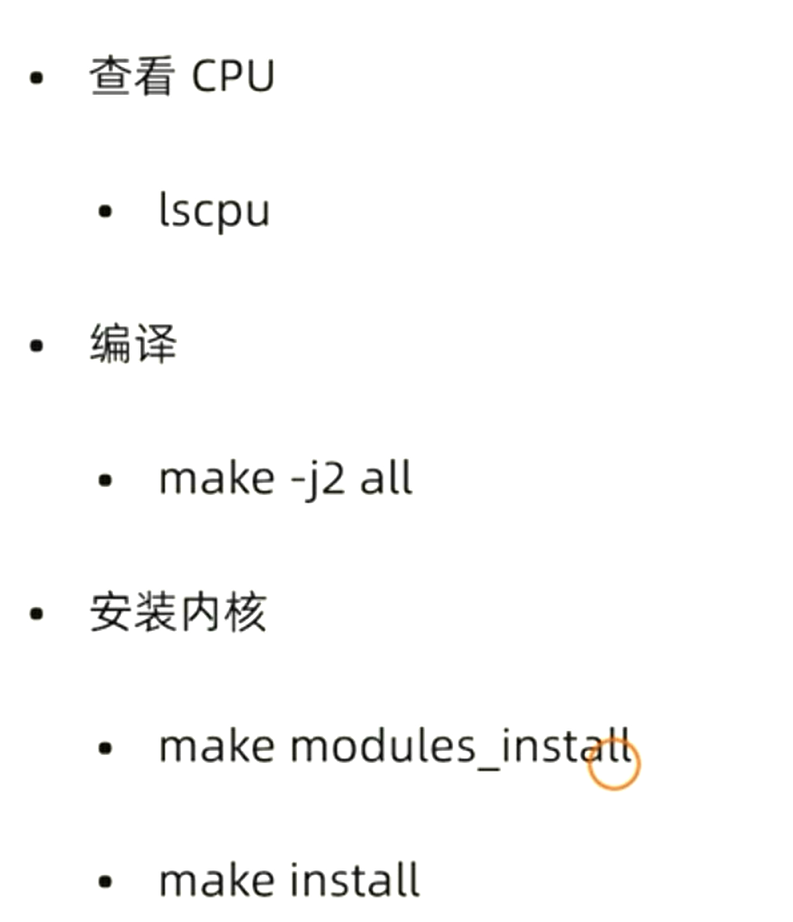 • 查看 CPU
• lscpu
• 编译
• make -j2 all
• 安装内核
• make modules_install
• make install